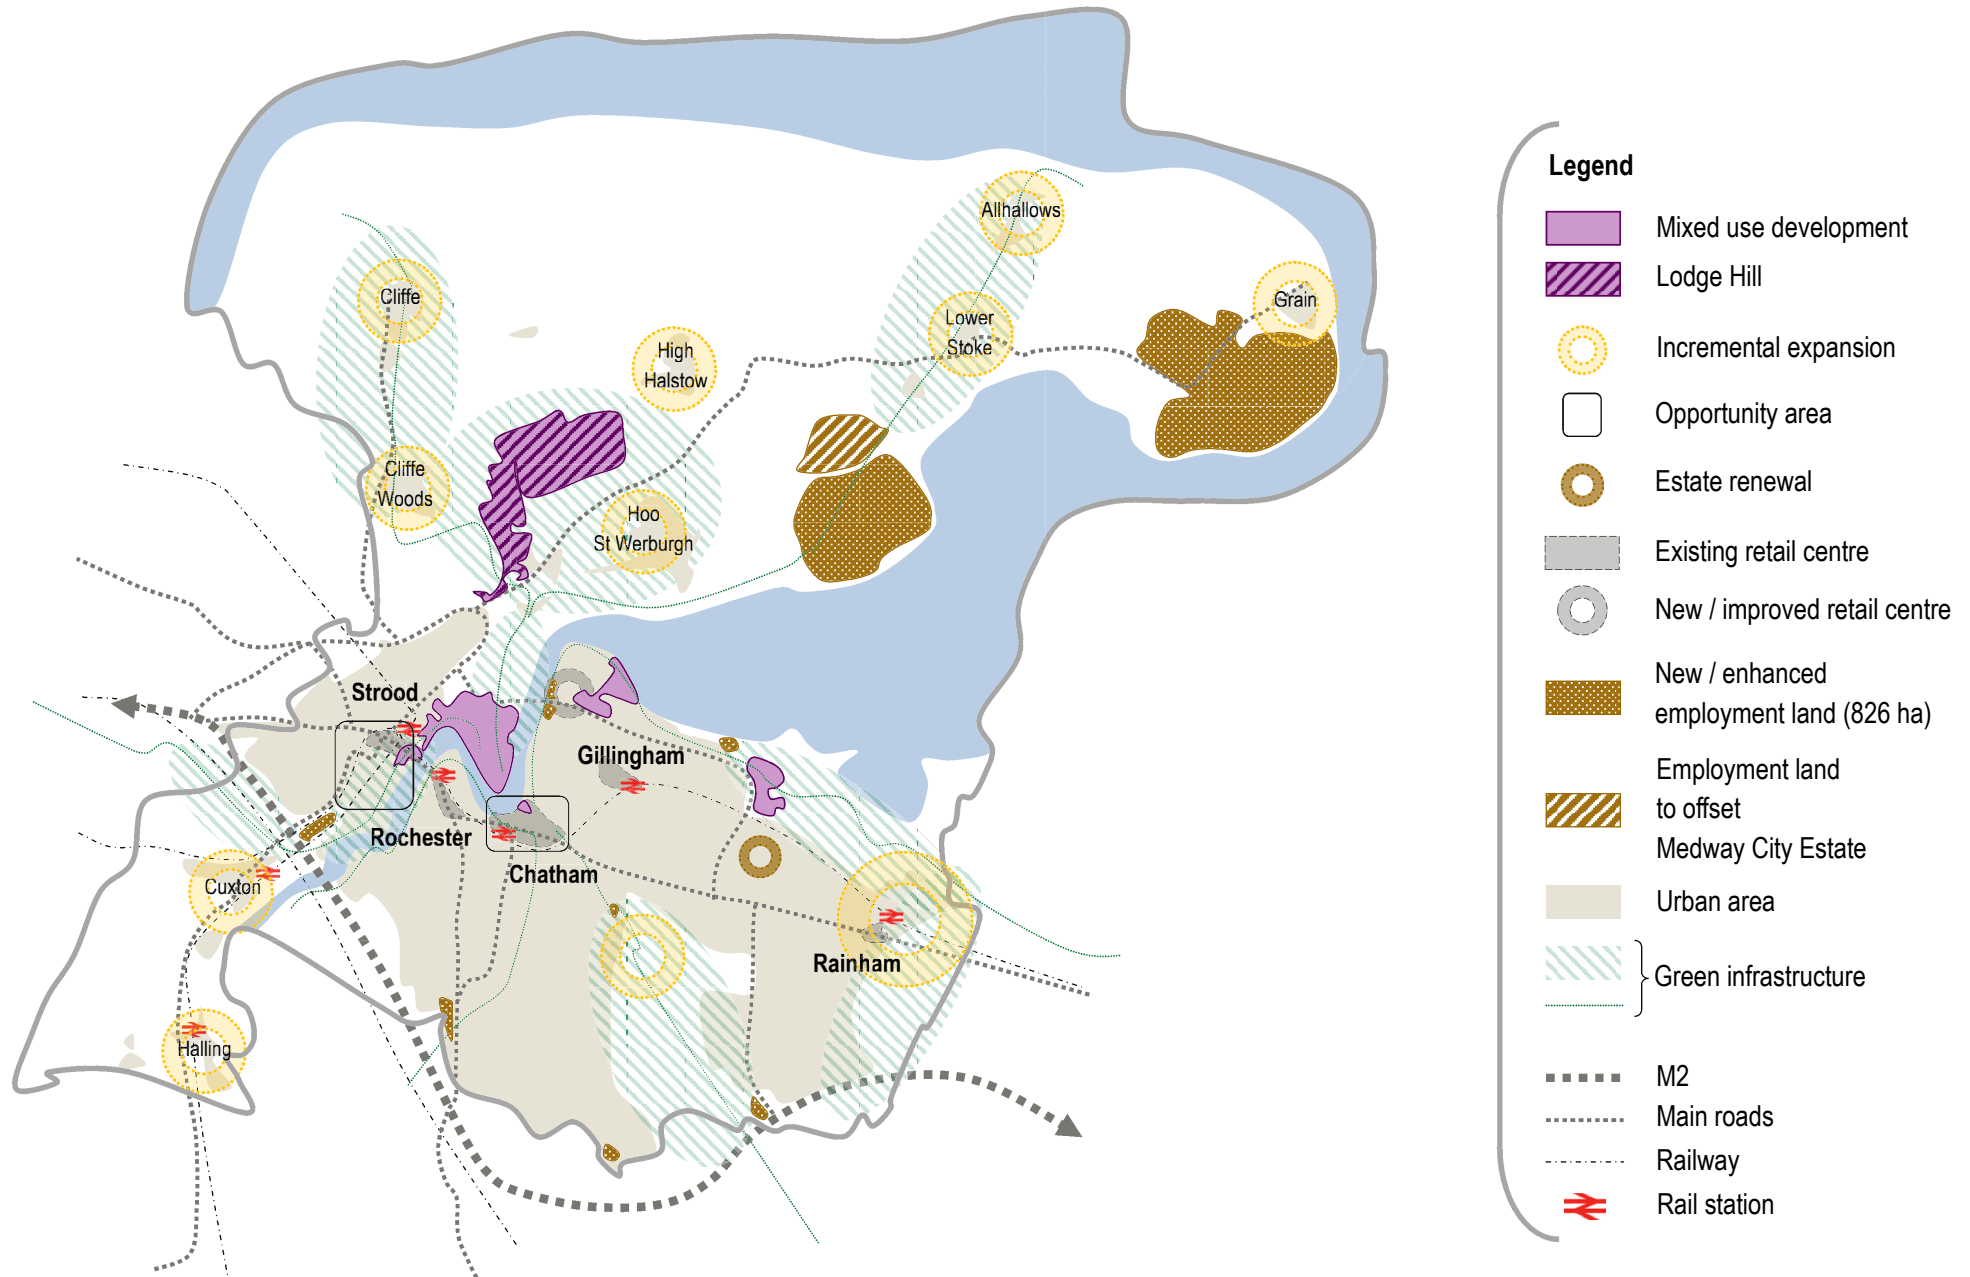 Allhallows
Cliffe
Grain
Lower
Stoke
High
Halstow
Cliffe
Woods
Hoo
St Werburgh
Strood
Gillingham
Rochester
Chatham
Cuxton
Rainham
Halling
Legend
Mixed use development
Lodge Hill
Incremental expansion
Opportunity area
Estate renewal
Existing retail centre
New / improved retail centre
New / enhanced
employment land (826 ha)
Employment land
to offset
Medway City Estate
Urban area
Green infrastructure
M2
Main roads
Railway
Rail station